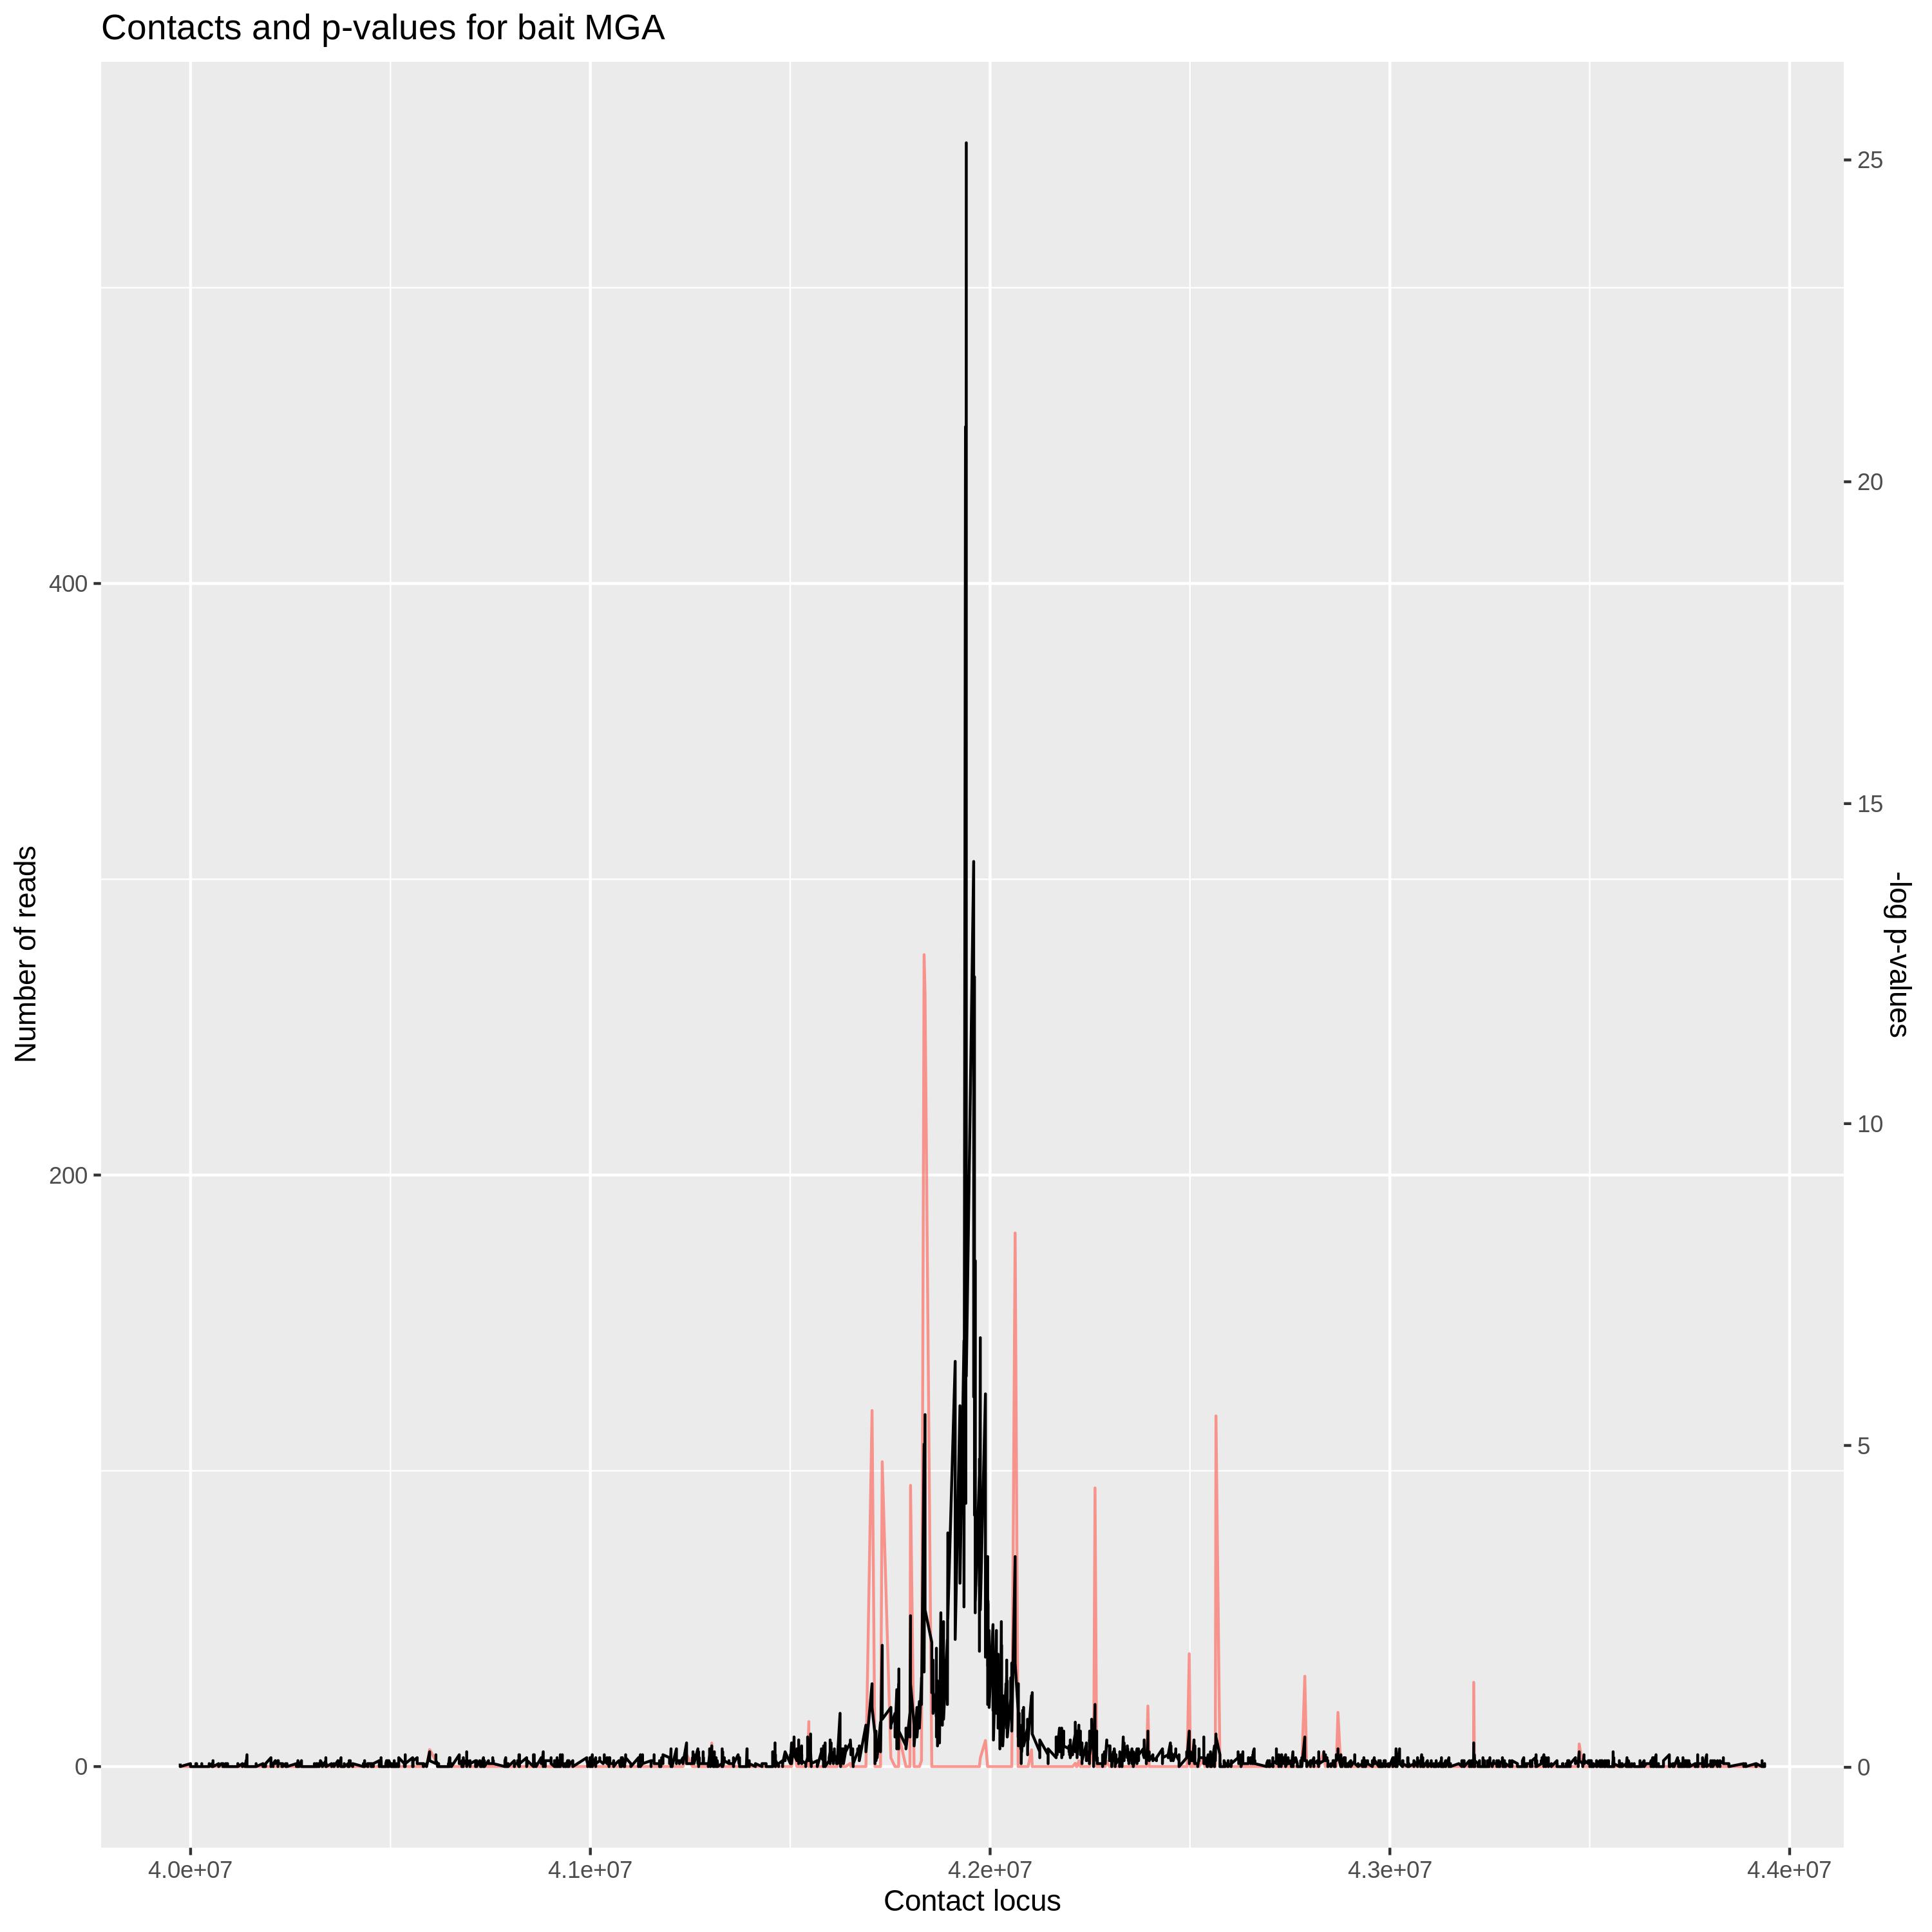 Contacts and p-values for bait MGA
Number of reads
400
200
0
25
20
15
10
5
0
-log p-values
4.0e+07
4.1e+07
4.2e+07
4.3e+07
4.4e+07
Contact locus